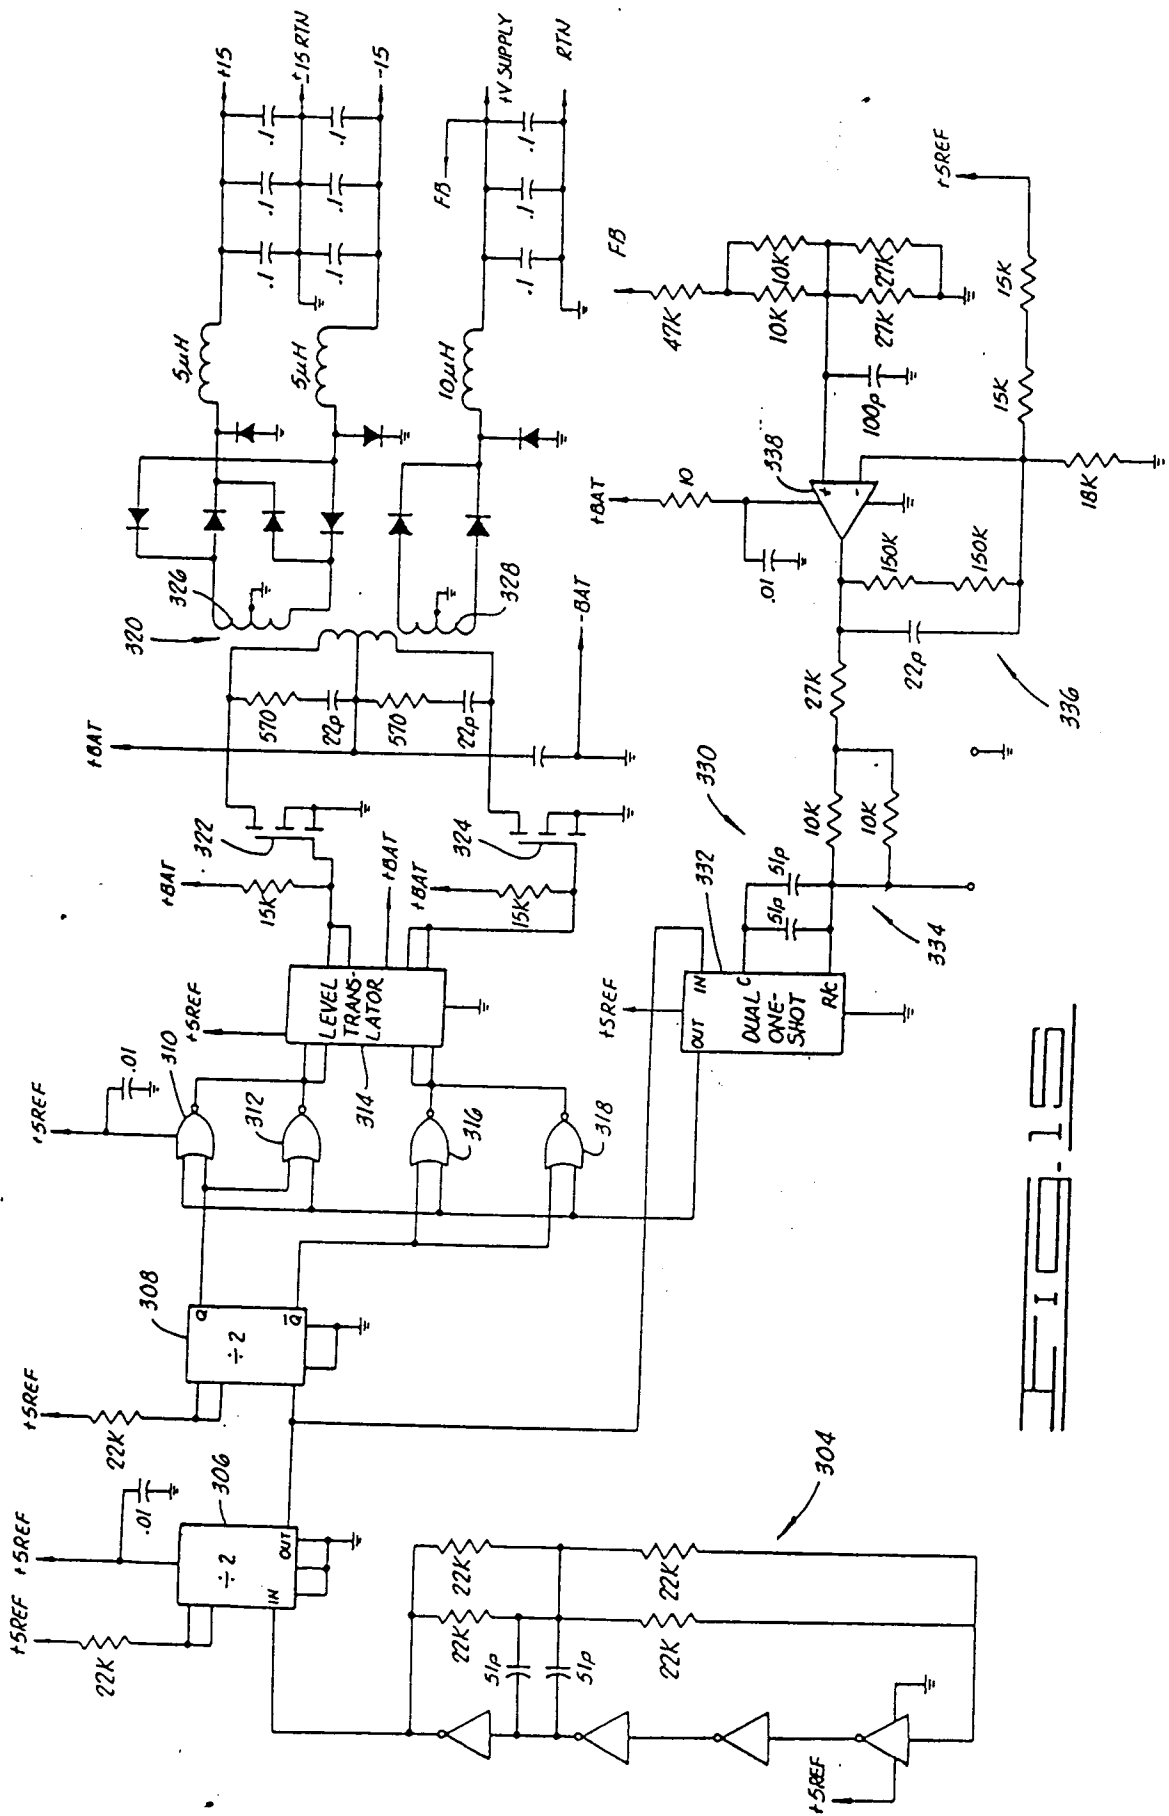 +5REF
22K
+5REF
.01
306
÷2
IN
OUT
+5REF
22K
308
÷2
Q
Q̅
+5REF
.01
310
312
316
318
+5REF
LEVEL
TRANS-
LATOR
314
+BAT
+BAT
15K
322
+BAT
15K
324
+BAT
570
22p
570
22p
-BAT
320
326
328
5µH
5µH
10µH
.1
.1
.1
.1
.1
.1
+15
±15 RTN
-15
FB
.1
.1
.1
+V SUPPLY
RTN
22K
22K
22K
22K
51p
51p
304
+5REF
+5REF
OUT
IN
DUAL
ONE-
SHOT
C
R/C
332
330
51p
51p
334
10K
10K
27K
22p
150K
150K
336
+BAT
10
.01
338
+
-
100p
FB
47K
10K
10K
27K
27K
18K
15K
15K
+5REF
FIG-15